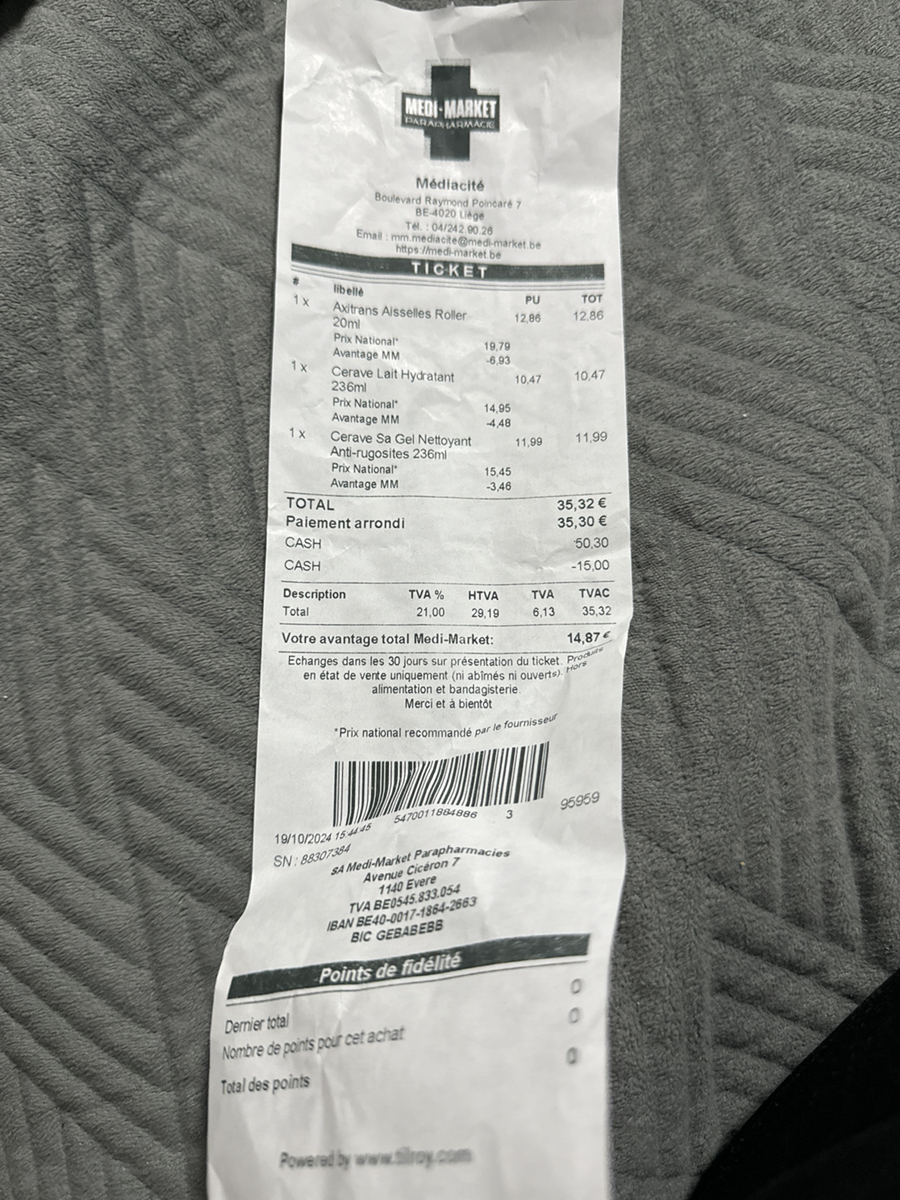 MEDI-MARKET
PARAPHARMACIE
Médiacité
Boulevard Raymond Poincaré 7
BE-4020 Liège
Tél. : 04/242.90.26
Email : mm.mediacite@medi-market.be
https://medi-market.be
TICKET
# libellé PU TOT
1 x Axitrans Aisselles Roller 12,86 12,86
20ml
Prix National* 19,79
Avantage MM -6,93
1 x Cerave Lait Hydratant 10,47 10,47
236ml
Prix National* 14,95
Avantage MM -4,48
1 x Cerave Sa Gel Nettoyant 11,99 11,99
Anti-rugosites 236ml
Prix National* 15,45
Avantage MM -3,46
TOTAL 35,32 €
Paiement arrondi 35,30 €
CASH 50,30
CASH -15,00
Description TVA % HTVA TVA TVAC
Total 21,00 29,19 6,13 35,32
Votre avantage total Medi-Market: 14,87 €
Echanges dans les 30 jours sur présentation du ticket. Produits
en état de vente uniquement (ni abîmés ni ouverts). Hors
alimentation et bandagisterie.
Merci et à bientôt
*Prix national recommandé par le fournisseur
5470011884886 3 95959
19/10/2024 15:44:45
SN : 88307384
SA Medi-Market Parapharmacies
Avenue Cicéron 7
1140 Evere
TVA BE0545.833.054
IBAN BE40-0017-1864-2663
BIC GEBABEBB
Points de fidélité
Dernier total 0
Nombre de points pour cet achat 0
Total des points 0
Powered by www.tilroy.com